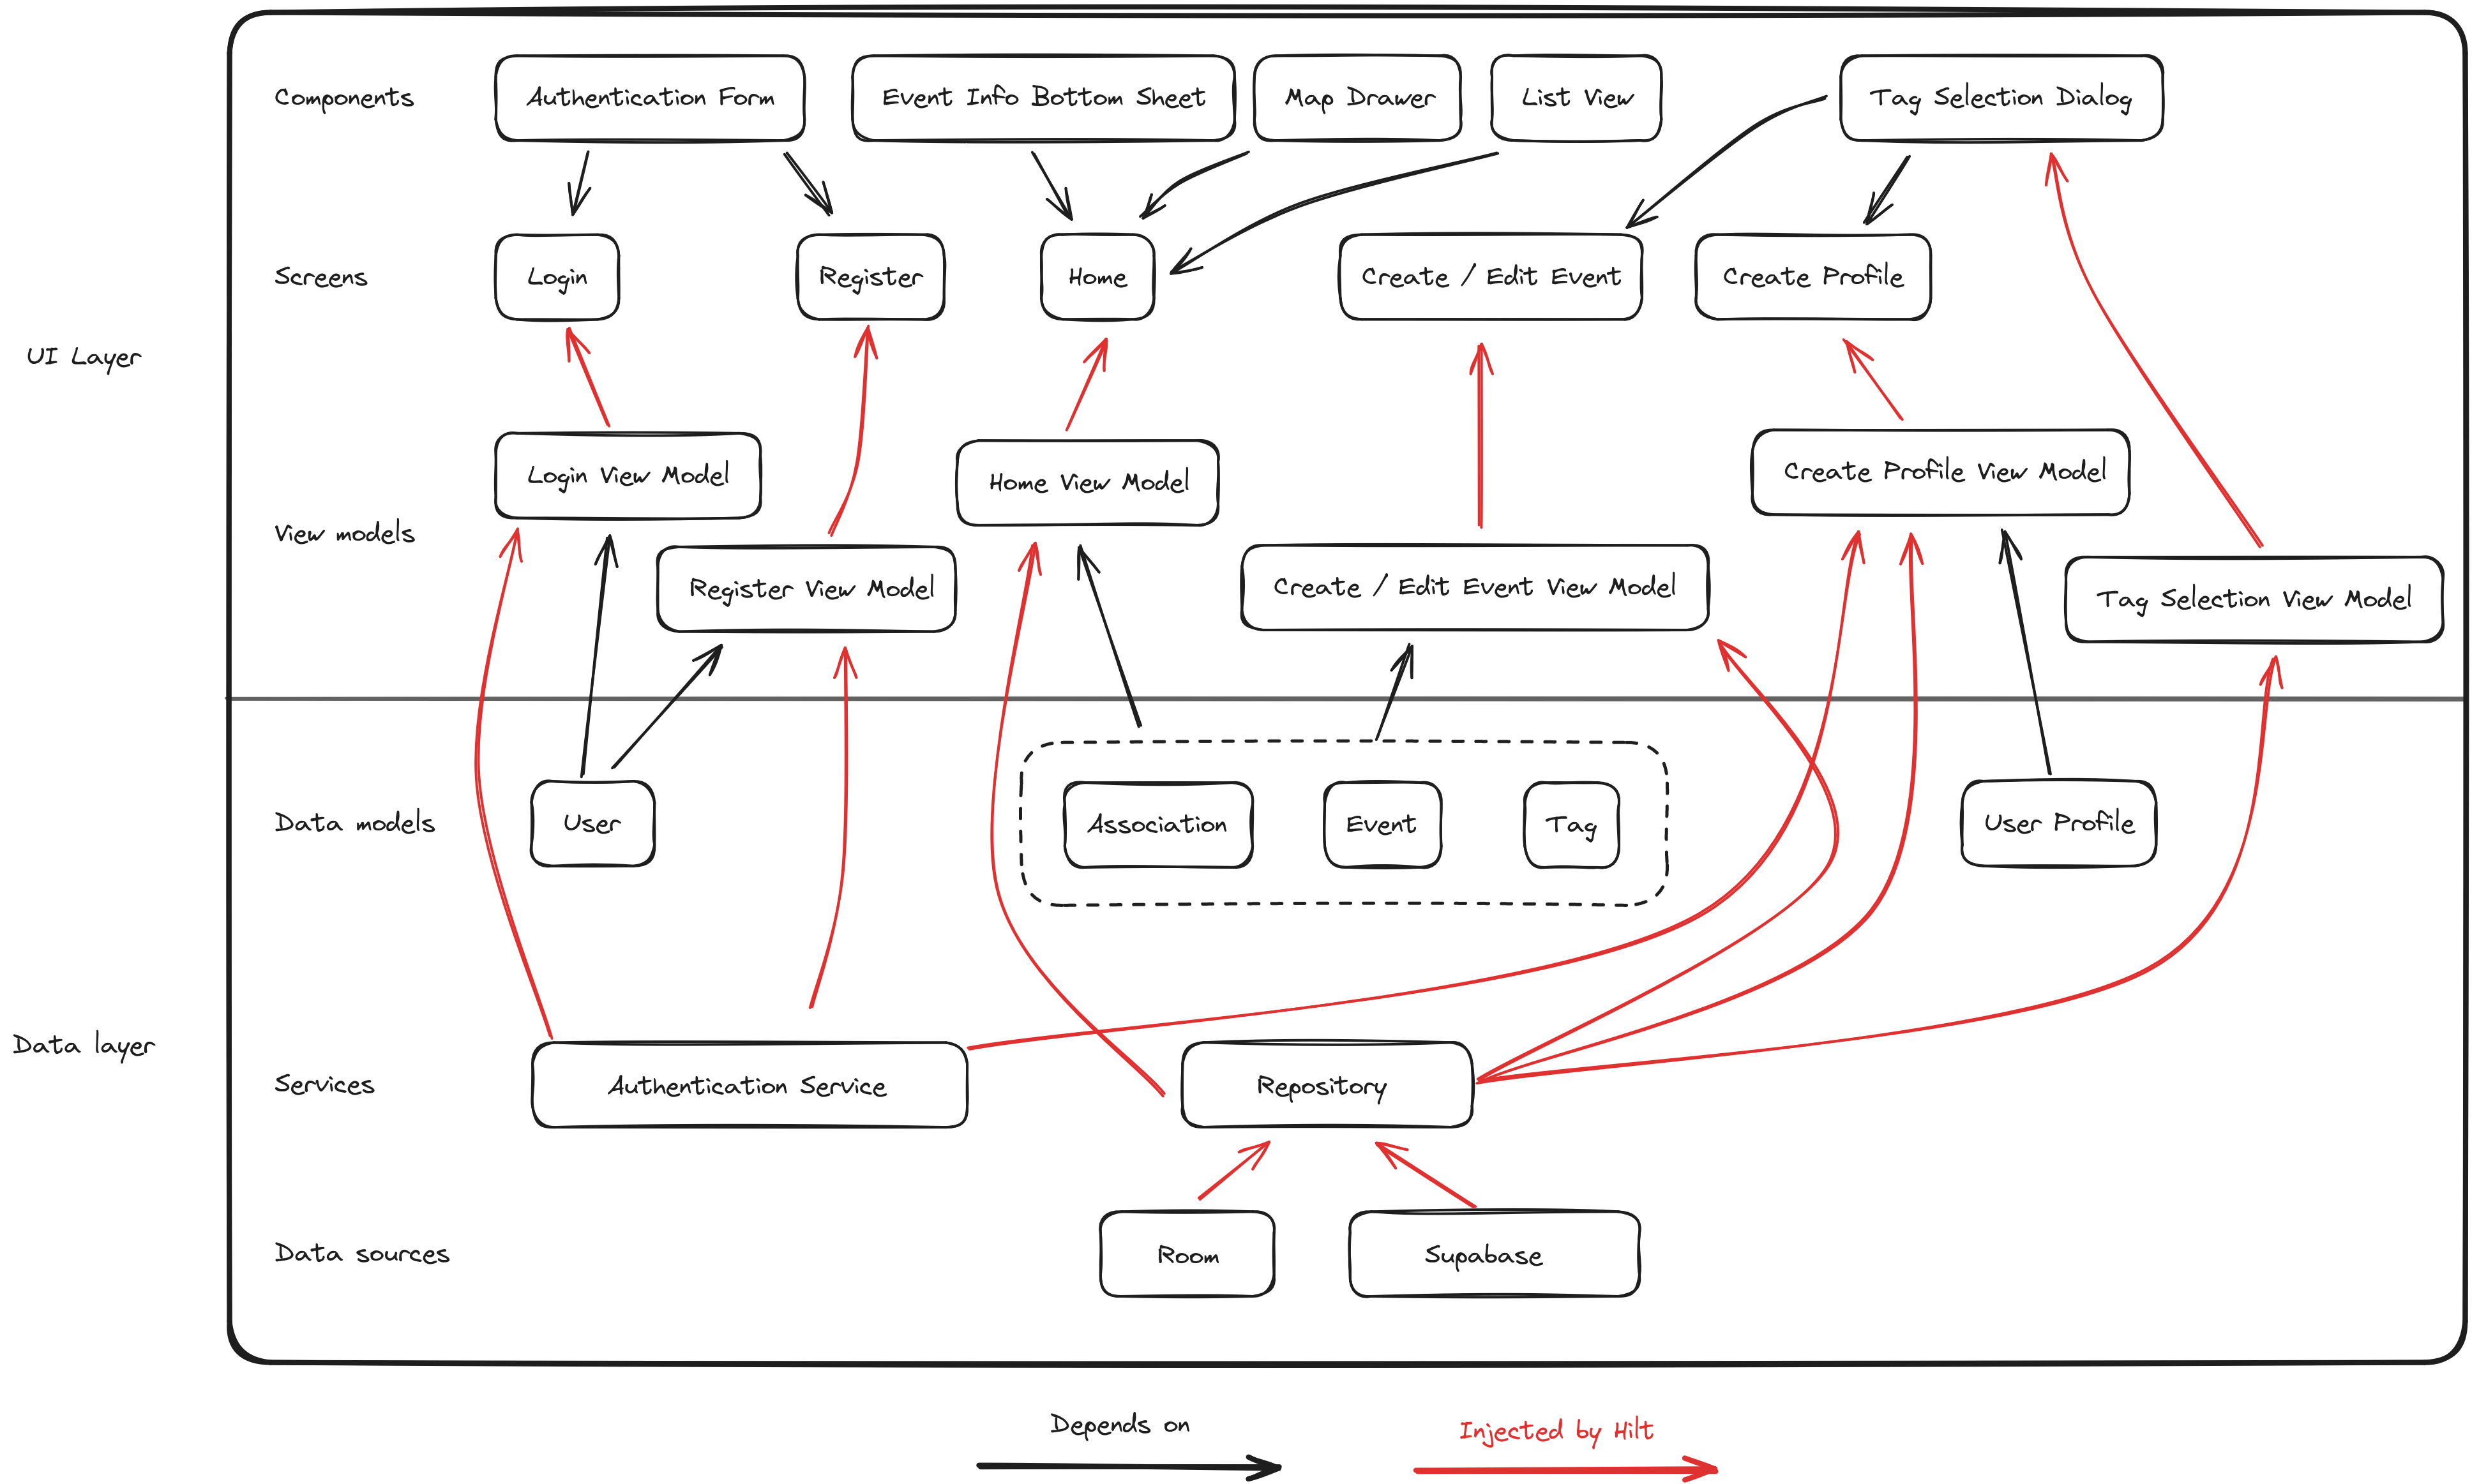 Components
Authentication Form
Event Info Bottom Sheet
Map Drawer
List View
Tag Selection Dialog
Screens
Login
Register
Home
Create / Edit Event
Create Profile
UI Layer
Login View Model
Home View Model
Create Profile View Model
View models
Register View Model
Create / Edit Event View Model
Tag Selection View Model
Data models
User
Association
Event
Tag
User Profile
Data layer
Services
Authentication Service
Repository
Data sources
Room
Supabase
Depends on
Injected by Hilt